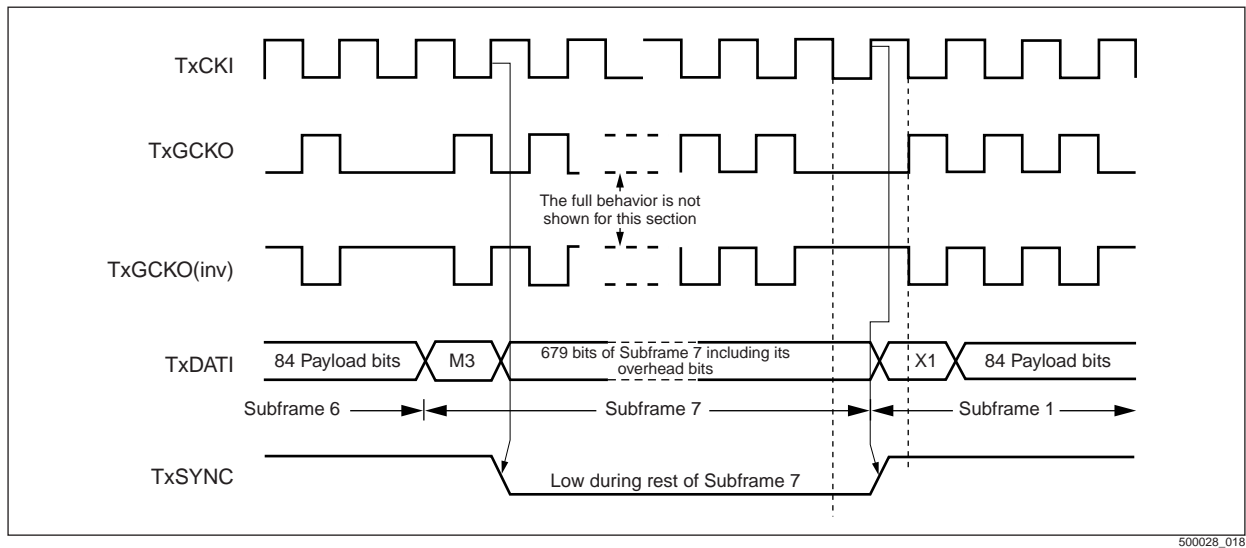 TxCKI
TxGCKO
The full behavior is not
shown for this section
TxGCKO(inv)
TxDATI
84 Payload bits
M3
679 bits of Subframe 7 including its
overhead bits
X1
84 Payload bits
Subframe 6
Subframe 7
Subframe 1
TxSYNC
Low during rest of Subframe 7
500028_018